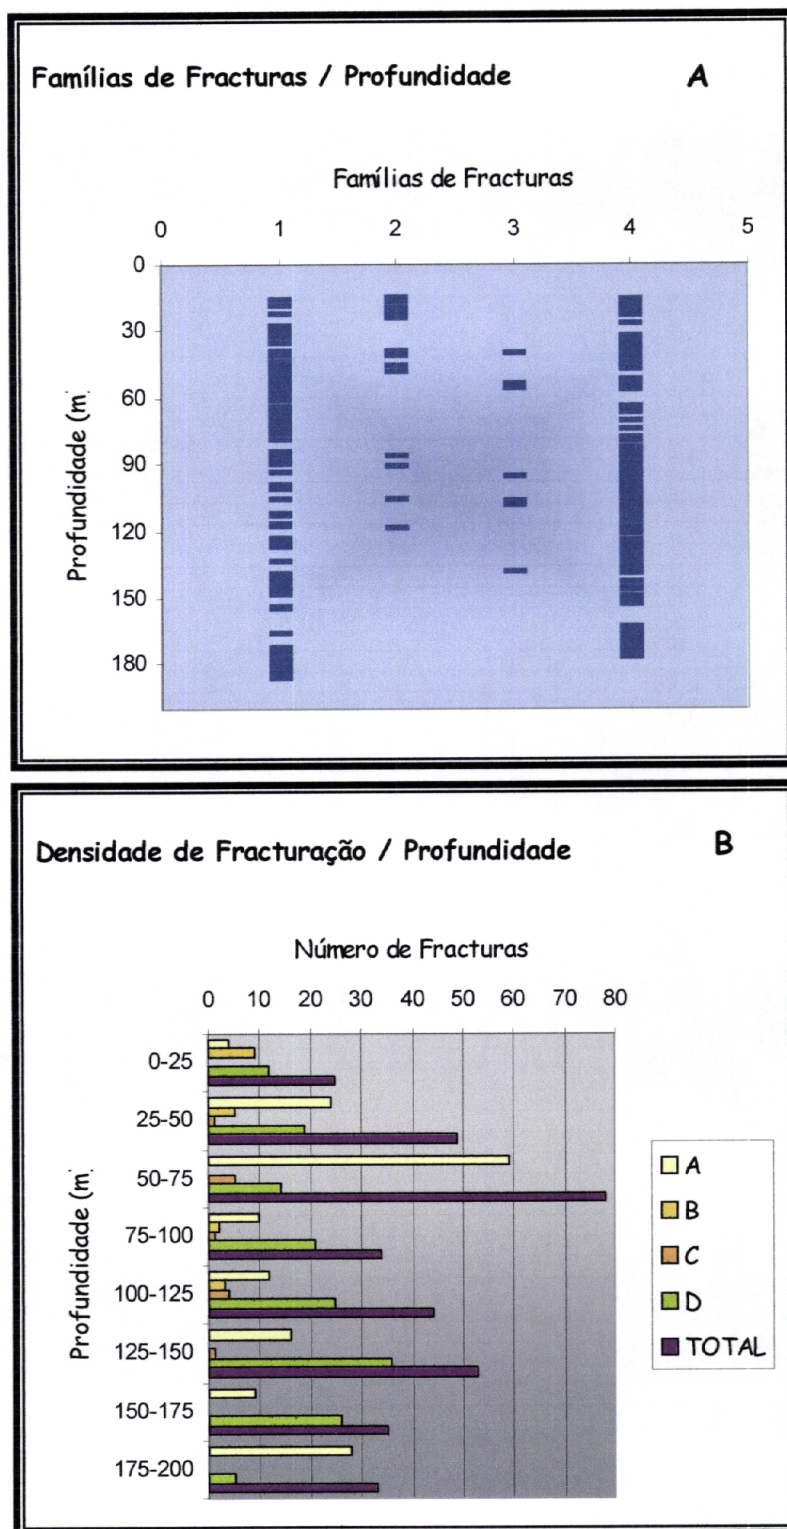 Famílias de Fracturas / Profundidade A
Famílias de Fracturas
0 1 2 3 4 5
0
30
60
90
120
150
180
Profundidade (m
Densidade de Fracturação / Profundidade B
Número de Fracturas
0 10 20 30 40 50 60 70 80
0-25
25-50
50-75
75-100
100-125
125-150
150-175
175-200
Profundidade (m
A
B
C
D
TOTAL